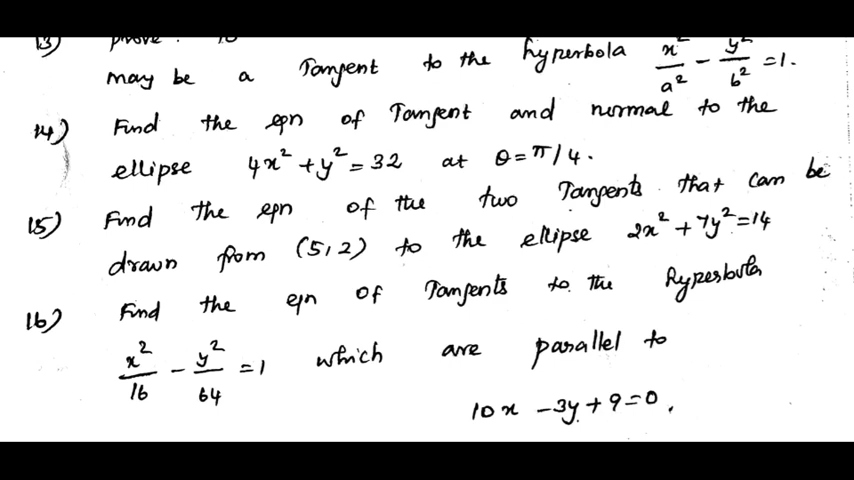 13) prove. To
may be a Tangent to the hyperbola x²/a² - y²/b² = 1.
14) Find the eqn of Tangent and normal to the
ellipse 4x² + y² = 32 at θ = π/4.
15) Find the eqn of the two Tangents that can be
drawn from (5,2) to the ellipse 2x² + 7y² = 14
16) Find the eqn of Tangents to the Hyperbola
x²/16 - y²/64 = 1 which are parallel to
10x - 3y + 9 = 0.